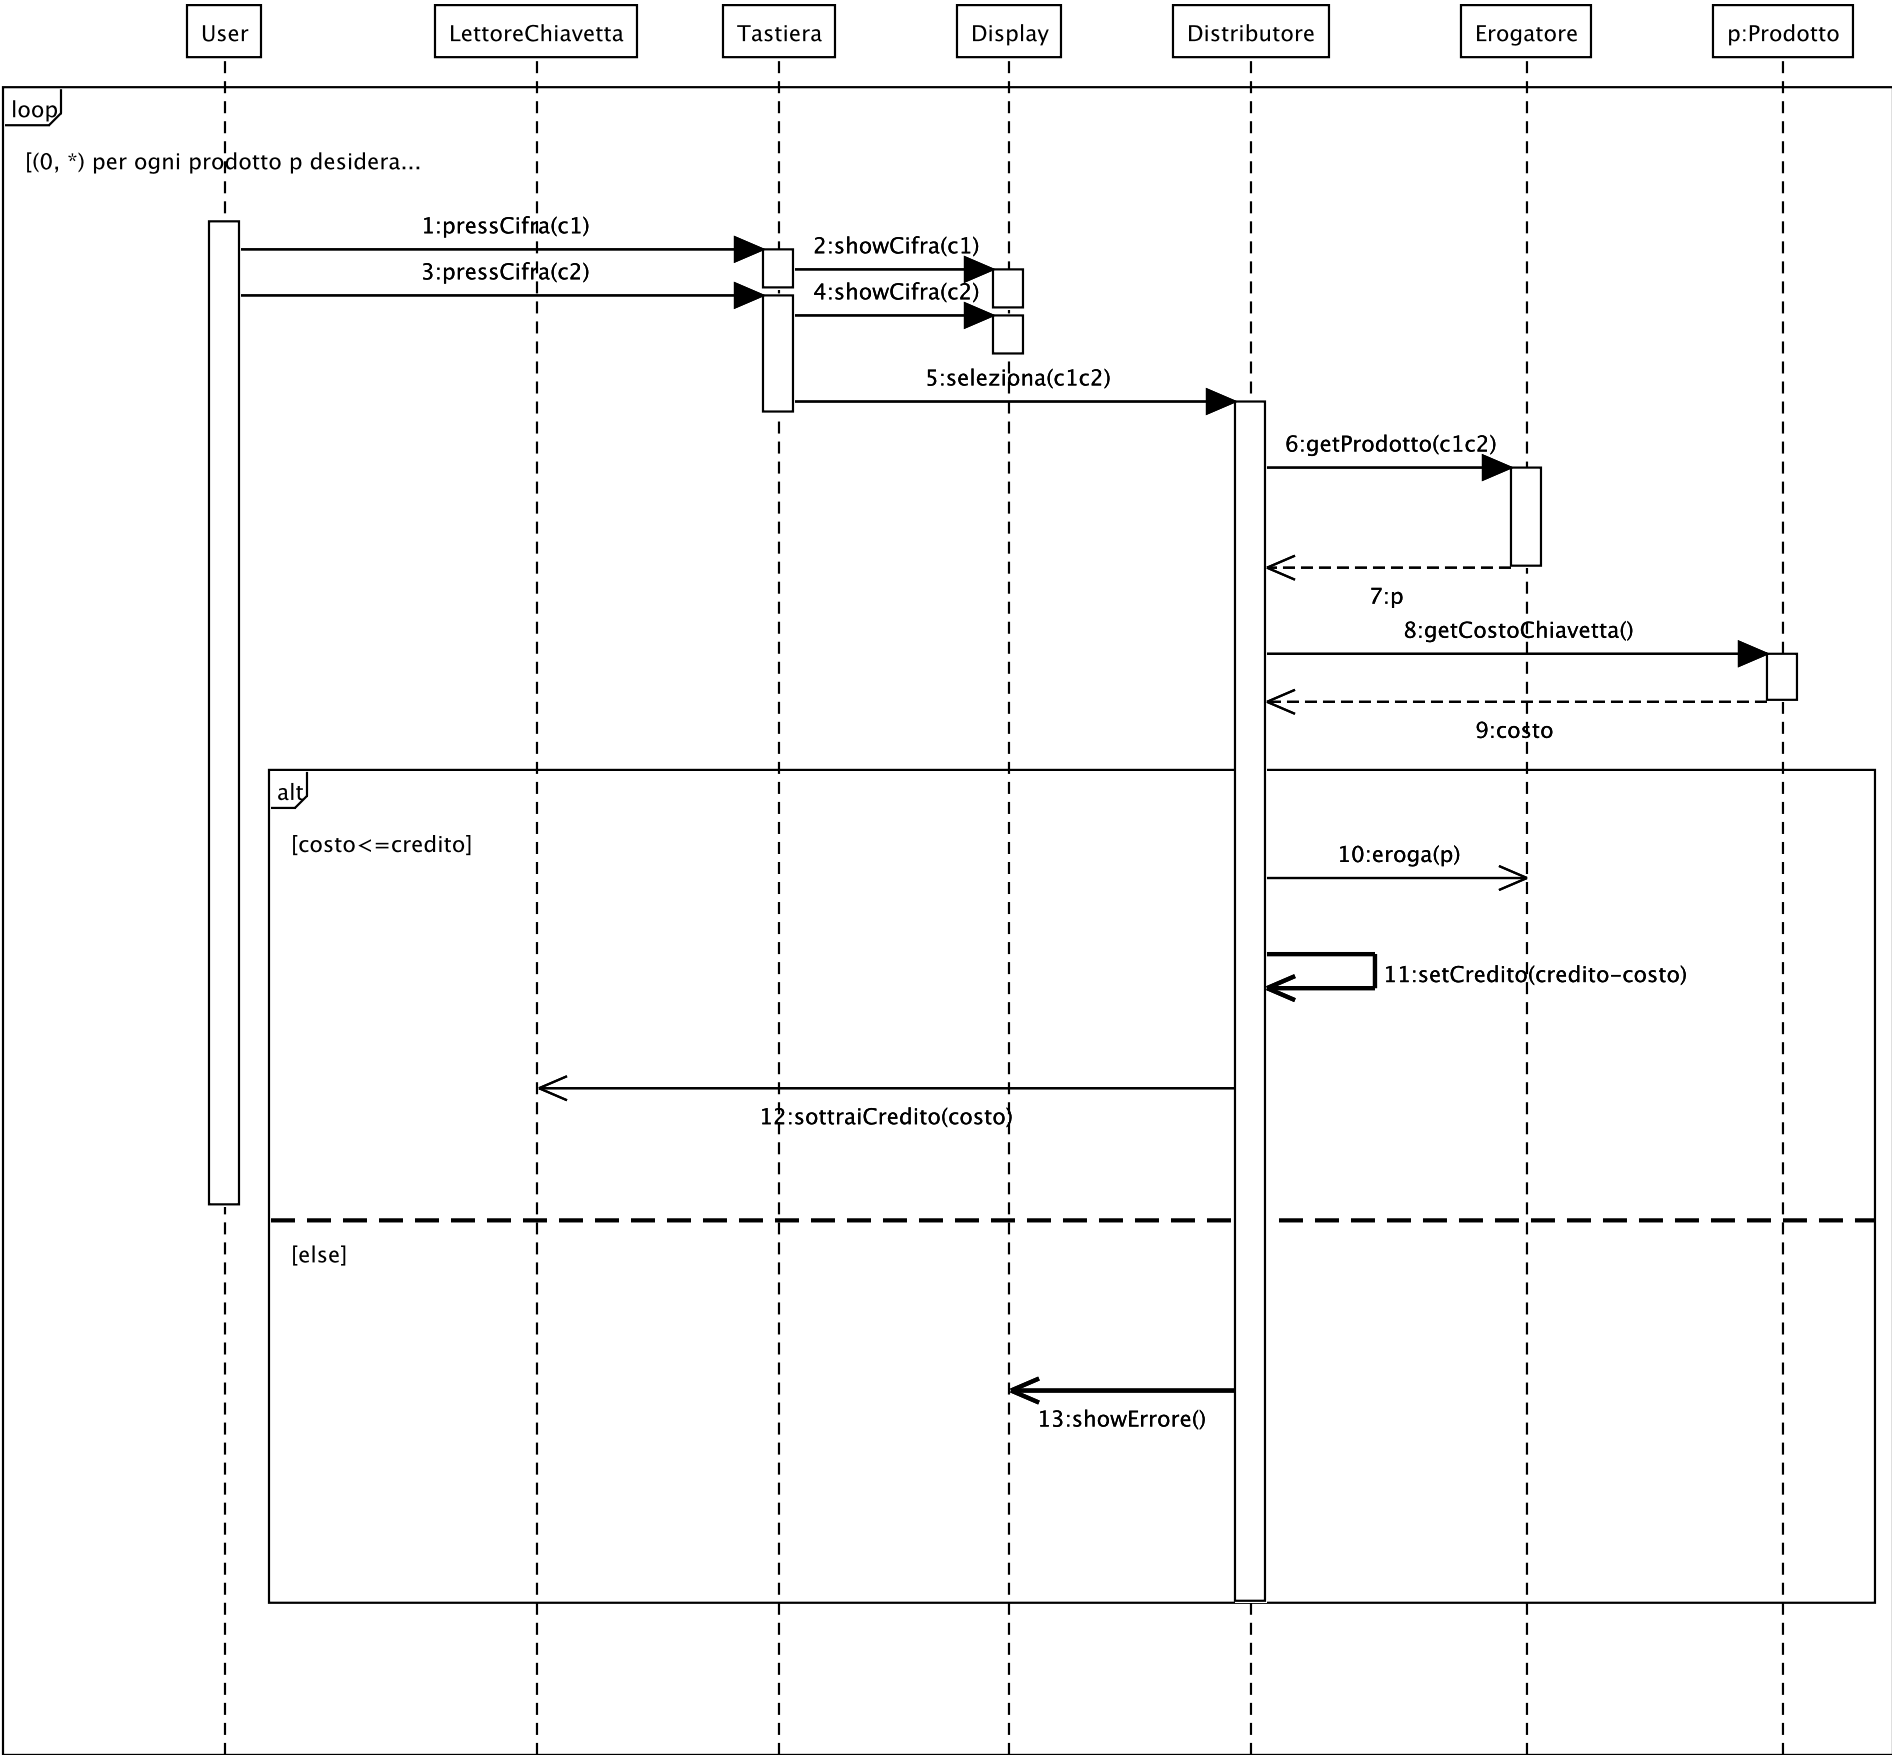 User
LettoreChiavetta
Tastiera
Display
Distributore
Erogatore
p:Prodotto
loop
[(0, *) per ogni prodotto p desidera...
1:pressCifra(c1)
2:showCifra(c1)
3:pressCifra(c2)
4:showCifra(c2)
5:seleziona(c1c2)
6:getProdotto(c1c2)
7:p
8:getCostoChiavetta()
9:costo
alt
[costo<=credito]
10:eroga(p)
11:setCredito(credito-costo)
12:sottraiCredito(costo)
[else]
13:showErrore()